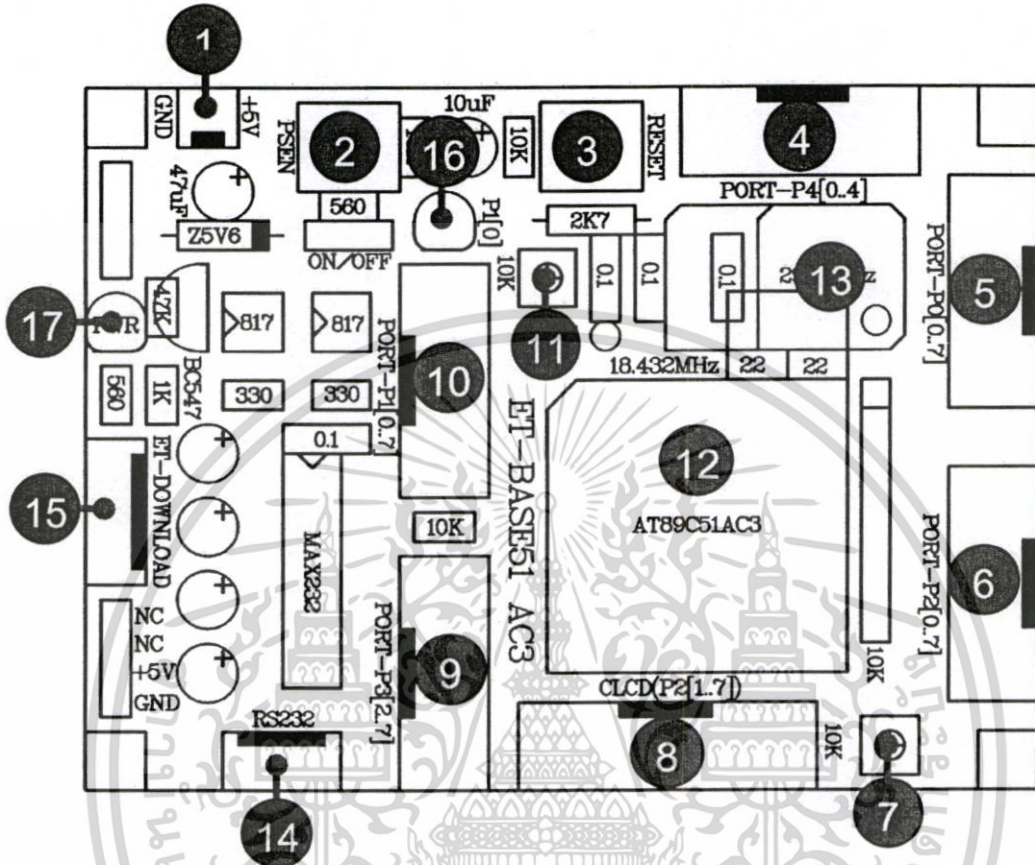 1
GND
+5V
PSEN
2
10uF
16
10K
3
RESET
4
PORT-P4[0..4]
47uF
Z5V6
560
ON/OFF
P1[0]
2K7
10K
0.1
0.1
0.1
22
z
13
PORT-P0[0..7]
5
17
47K
BC547
817
817
PORT-P1[0..7]
10
11
18.432MHz
22
22
560
1K
330
330
0.1
ET-BASE51 AC3
12
AT89C51AC3
15
ET-DOWNLOAD
MAX232
10K
PORT-P2[0..7]
6
NC
NC
+5V
GND
PORT-P3[2..7]
9
10K
RS232
14
CLCD(P2[1..7])
8
10K
7